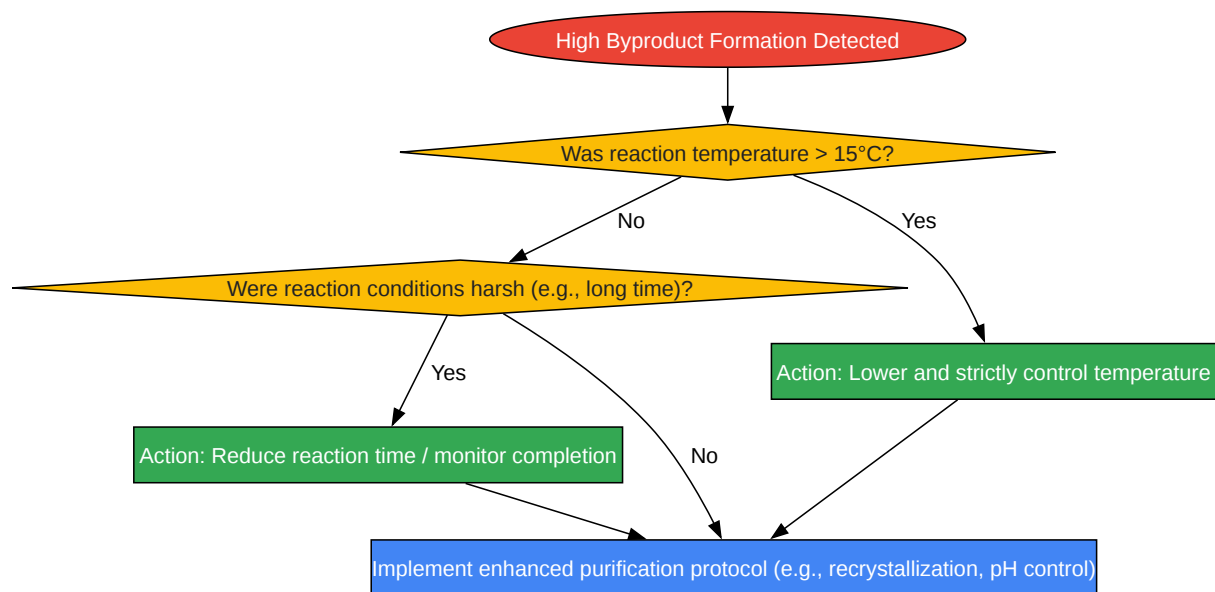 High Byproduct Formation Detected
Was reaction temperature > 15°C?
No
Yes
Were reaction conditions harsh (e.g., long time)?
Action: Lower and strictly control temperature
Yes
Action: Reduce reaction time / monitor completion
No
Implement enhanced purification protocol (e.g., recrystallization, pH control)